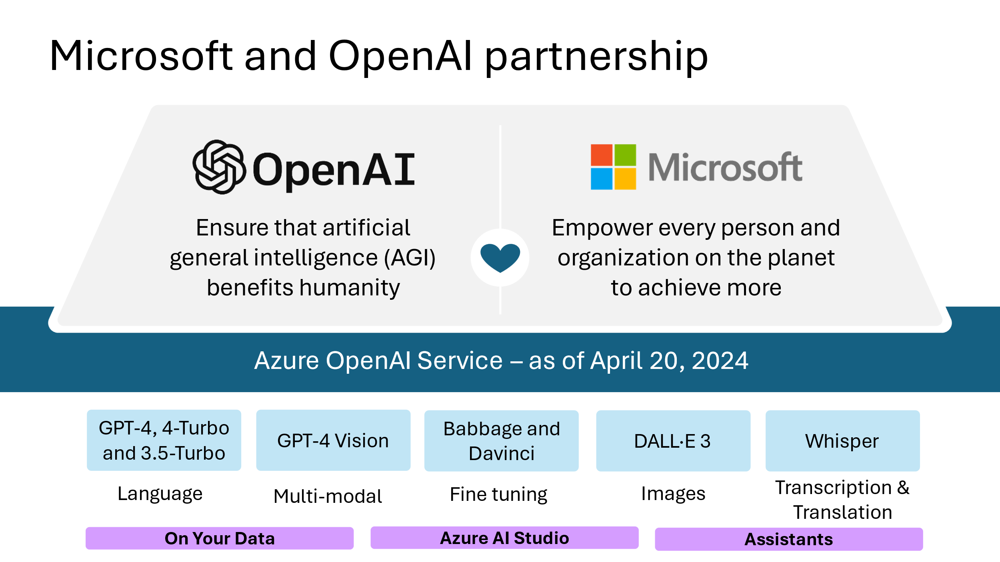 Microsoft and OpenAI partnership
OpenAI
Microsoft
Ensure that artificial
general intelligence (AGI)
benefits humanity
Empower every person and
organization on the planet
to achieve more
Azure OpenAI Service – as of April 20, 2024
GPT-4, 4-Turbo
and 3.5-Turbo
GPT-4 Vision
Babbage and
Davinci
DALL·E 3
Whisper
Language
Multi-modal
Fine tuning
Images
Transcription &
Translation
On Your Data
Azure AI Studio
Assistants